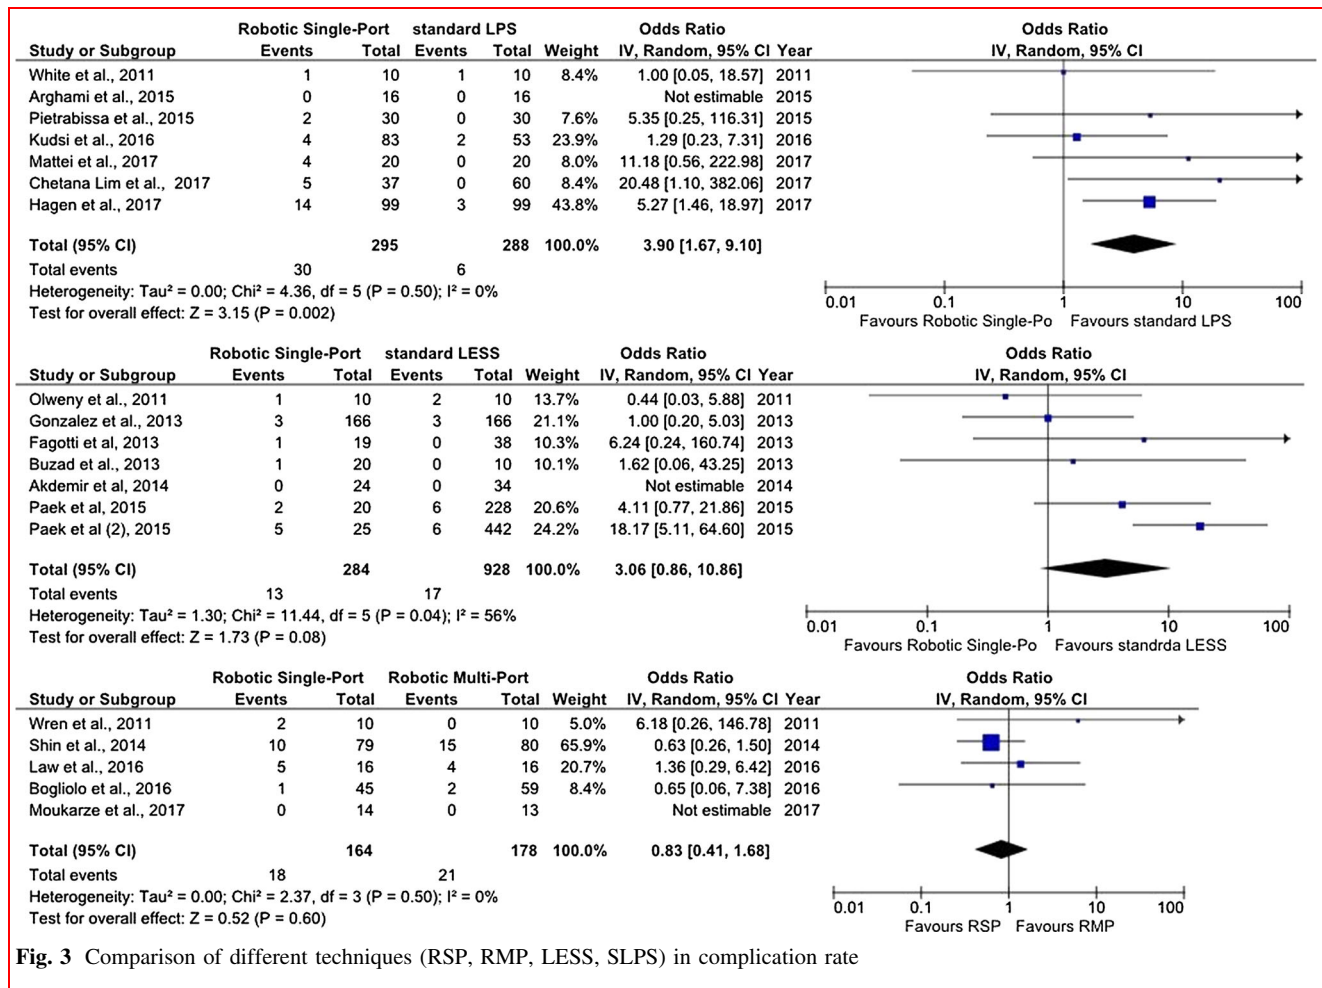 Robotic Single-Port standard LPS Odds Ratio Odds Ratio
Study or Subgroup Events Total Events Total Weight IV, Random, 95% CI Year IV, Random, 95% CI
White et al., 2011 1 10 1 10 8.4% 1.00 [0.05, 18.57] 2011
Arghami et al., 2015 0 16 0 16 Not estimable 2015
Pietrabissa et al., 2015 2 30 0 30 7.6% 5.35 [0.25, 116.31] 2015
Kudsi et al., 2016 4 83 2 53 23.9% 1.29 [0.23, 7.31] 2016
Mattei et al., 2017 4 20 0 20 8.0% 11.18 [0.56, 222.98] 2017
Chetana Lim et al., 2017 5 37 0 60 8.4% 20.48 [1.10, 382.06] 2017
Hagen et al., 2017 14 99 3 99 43.8% 5.27 [1.46, 18.97] 2017
Total (95% CI) 295 288 100.0% 3.90 [1.67, 9.10]
Total events 30 6
Heterogeneity: Tau² = 0.00; Chi² = 4.36, df = 5 (P = 0.50); I² = 0%
Test for overall effect: Z = 3.15 (P = 0.002)
0.01 0.1 1 10 100
Favours Robotic Single-Po Favours standard LPS
Robotic Single-Port standard LESS Odds Ratio Odds Ratio
Study or Subgroup Events Total Events Total Weight IV, Random, 95% CI Year IV, Random, 95% CI
Olweny et al., 2011 1 10 2 10 13.7% 0.44 [0.03, 5.88] 2011
Gonzalez et al., 2013 3 166 3 166 21.1% 1.00 [0.20, 5.03] 2013
Fagotti et al, 2013 1 19 0 38 10.3% 6.24 [0.24, 160.74] 2013
Buzad et al., 2013 1 20 0 10 10.1% 1.62 [0.06, 43.25] 2013
Akdemir et al, 2014 0 24 0 34 Not estimable 2014
Paek et al, 2015 2 20 6 228 20.6% 4.11 [0.77, 21.86] 2015
Paek et al (2), 2015 5 25 6 442 24.2% 18.17 [5.11, 64.60] 2015
Total (95% CI) 284 928 100.0% 3.06 [0.86, 10.86]
Total events 13 17
Heterogeneity: Tau² = 1.30; Chi² = 11.44, df = 5 (P = 0.04); I² = 56%
Test for overall effect: Z = 1.73 (P = 0.08)
0.01 0.1 1 10 100
Favours Robotic Single-Po Favours standrda LESS
Robotic Single-Port Robotic Multi-Port Odds Ratio Odds Ratio
Study or Subgroup Events Total Events Total Weight IV, Random, 95% CI Year IV, Random, 95% CI
Wren et al., 2011 2 10 0 10 5.0% 6.18 [0.26, 146.78] 2011
Shin et al., 2014 10 79 15 80 65.9% 0.63 [0.26, 1.50] 2014
Law et al., 2016 5 16 4 16 20.7% 1.36 [0.29, 6.42] 2016
Bogliolo et al., 2016 1 45 2 59 8.4% 0.65 [0.06, 7.38] 2016
Moukarze et al., 2017 0 14 0 13 Not estimable 2017
Total (95% CI) 164 178 100.0% 0.83 [0.41, 1.68]
Total events 18 21
Heterogeneity: Tau² = 0.00; Chi² = 2.37, df = 3 (P = 0.50); I² = 0%
Test for overall effect: Z = 0.52 (P = 0.60)
0.01 0.1 1 10 100
Favours RSP Favours RMP
Fig. 3 Comparison of different techniques (RSP, RMP, LESS, SLPS) in complication rate